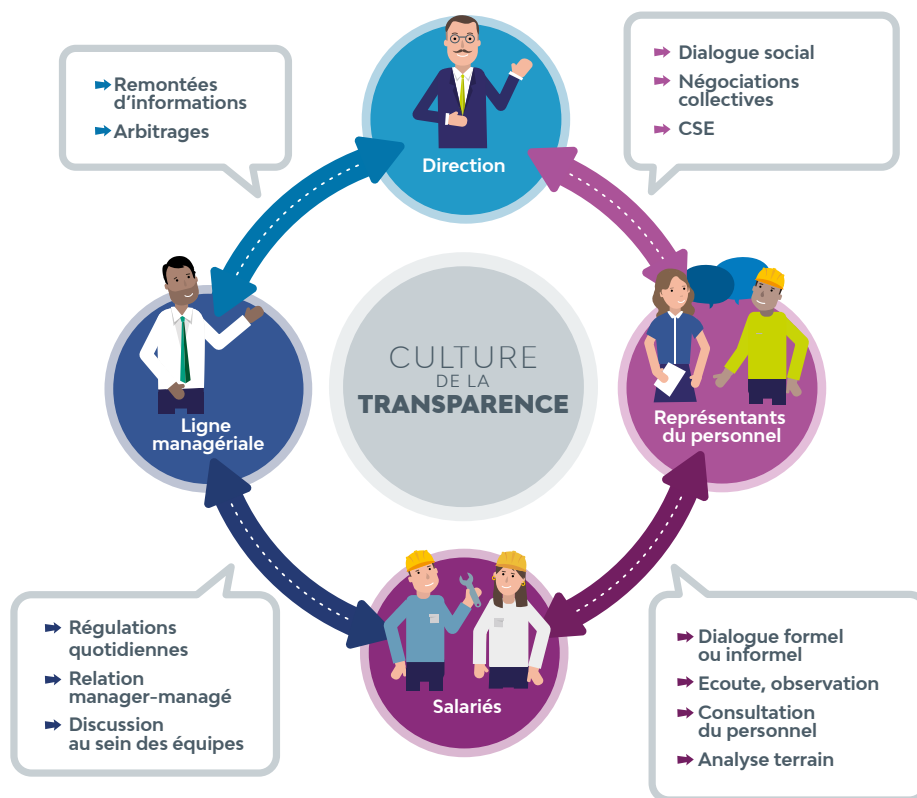 Remontées
d'informations
Arbitrages
Dialogue social
Négociations
collectives
CSE
Direction
CULTURE
DE LA
TRANSPARENCE
Ligne
managériale
Représentants
du personnel
Régulations
quotidiennes
Relation
manager-managé
Discussion
au sein des équipes
Salariés
Dialogue formel
ou informel
Ecoute, observation
Consultation
du personnel
Analyse terrain